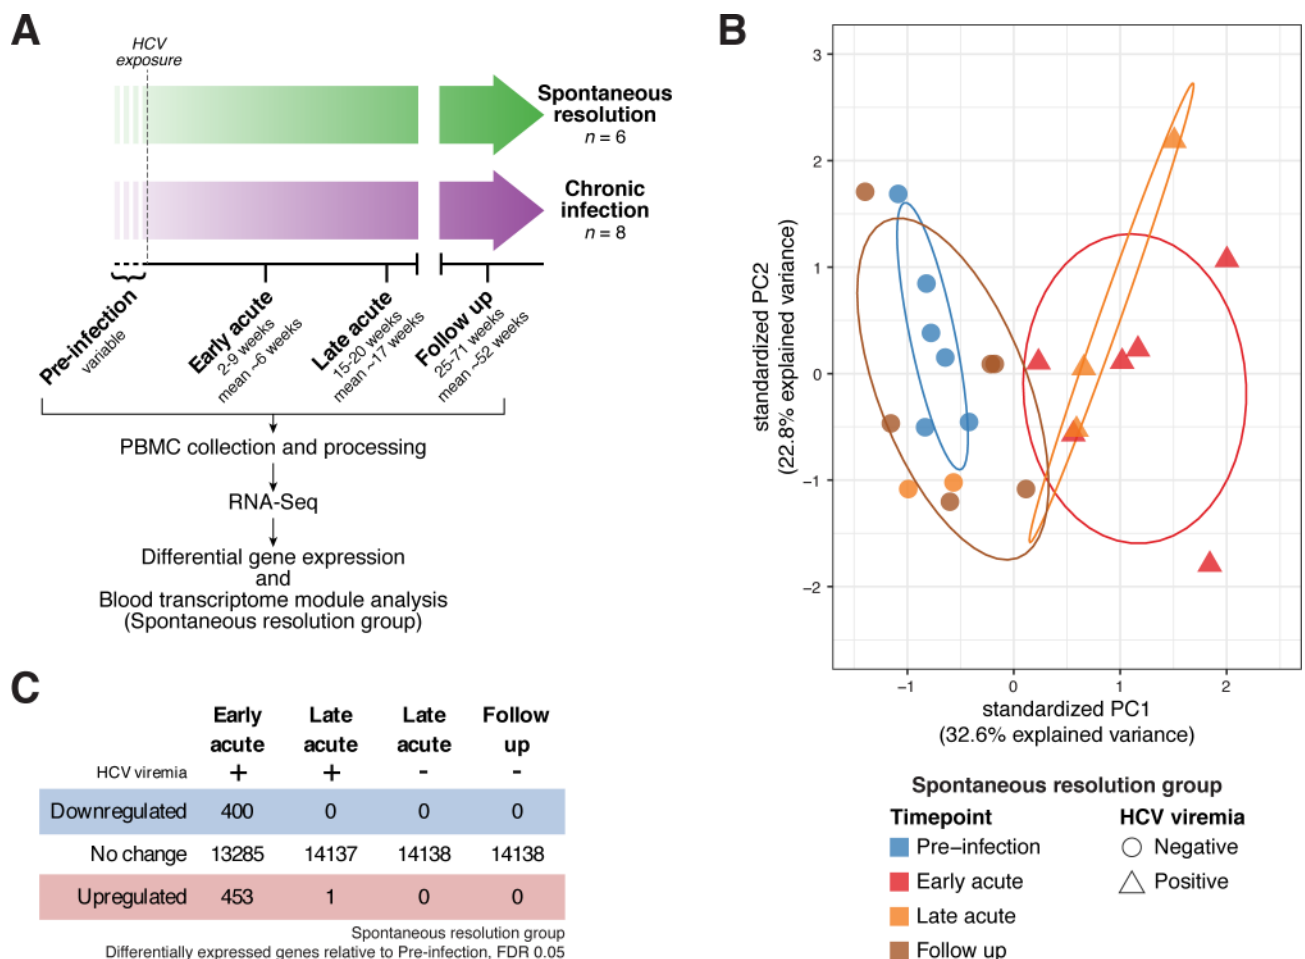 A
HCV
exposure
Spontaneous
resolution
n = 6
Chronic
infection
n = 8
Pre-infection
variable
Early acute
2-9 weeks
mean ~6 weeks
Late acute
15-20 weeks
mean ~17 weeks
Follow up
25-71 weeks
mean ~52 weeks
PBMC collection and processing
RNA-Seq
Differential gene expression
and
Blood transcriptome module analysis
(Spontaneous resolution group)
B
standardized PC2
(22.8% explained variance)
3
2
1
0
−1
−2
−1 0 1 2
standardized PC1
(32.6% explained variance)
Spontaneous resolution group
Timepoint HCV viremia
Pre−infection Negative
Early acute Positive
Late acute
Follow up
C
Early Late Late Follow
acute acute acute up
HCV viremia + + - -
Downregulated 400 0 0 0
No change 13285 14137 14138 14138
Upregulated 453 1 0 0
Spontaneous resolution group
Differentially expressed genes relative to Pre-infection, FDR 0.05